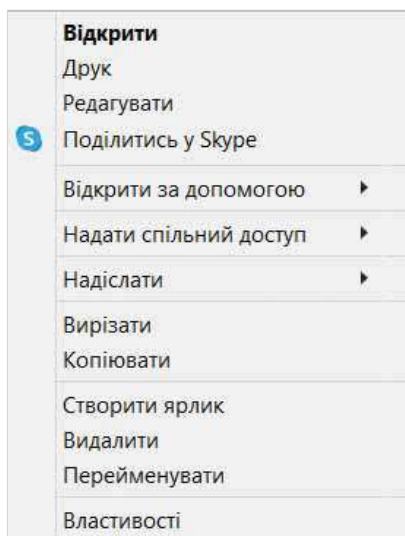 Відкрити
Друк
Редагувати
Поділитись у Skype
Відкрити за допомогою
Надати спільний доступ
Надіслати
Вирізати
Копіювати
Створити ярлик
Видалити
Перейменувати
Властивості